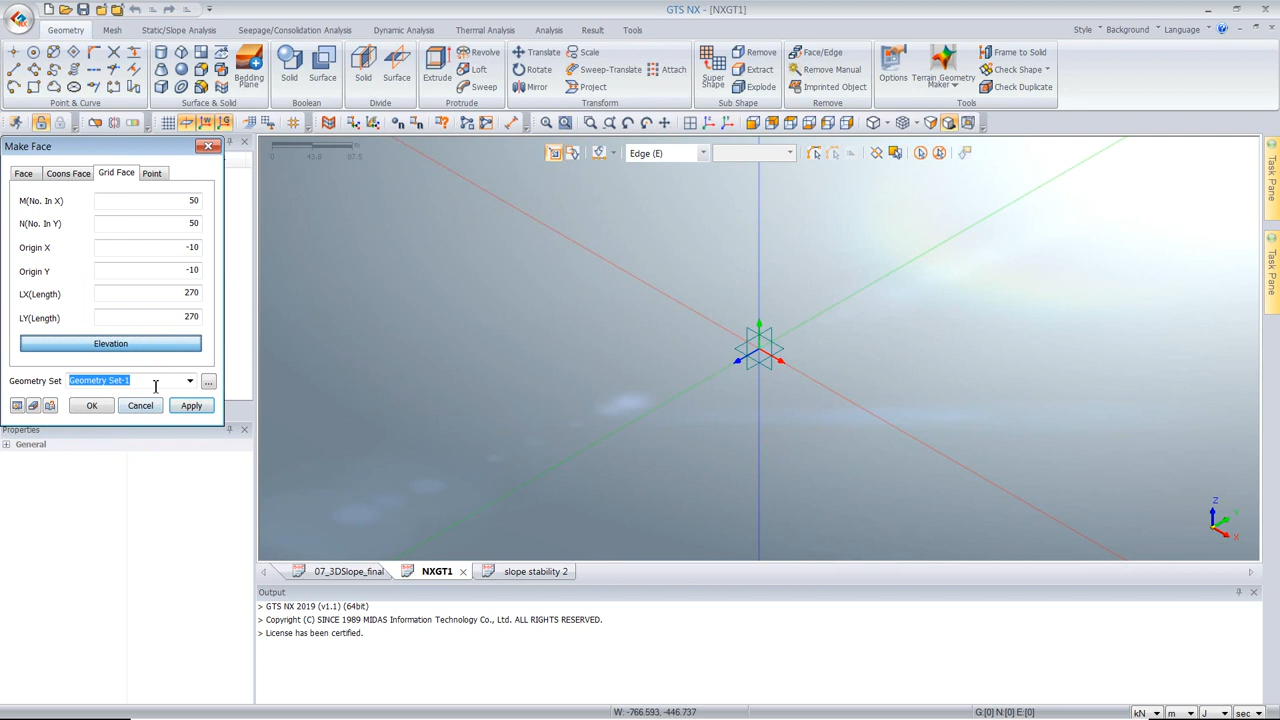 GTS NX - [NXGT1]
Geometry Mesh Static/Slope Analysis Seepage/Consolidation Analysis Dynamic Analysis Thermal Analysis Analysis Result Tools Style Background Language
Revolve Translate Scale Remove Face/Edge Frame to Solid
Loft Rotate Sweep-Translate Attach Extract Remove Manual Check Shape
Bedding Plane Solid Surface Solid Surface Extrude Sweep Mirror Project Super Shape Explode Imprinted Object Options Terrain Geometry Maker Check Duplicate
Point & Curve Surface & Solid Boolean Divide Protrude Transform Sub Shape Remove Tools
Make Face
Face Coons Face Grid Face Point
M(No. In X) 50
N(No. In Y) 50
Origin X -10
Origin Y -10
LX(Length) 270
LY(Length) 270
Elevation
Geometry Set Geometry Set-1 ...
OK Cancel Apply
Properties
General
0 43.8 87.5
Edge (E)
Task Pane
Task Pane
Z
Y
X
07_3DSlope_final NXGT1 slope stability 2
Output
> GTS NX 2019 (v1.1) (64bit)
> Copyright (C) SINCE 1989 MIDAS Information Technology Co., Ltd. ALL RIGHTS RESERVED.
> License has been certified.
W: -766.593, -446.737 G:[0] N:[0] E:[0] kN m J sec